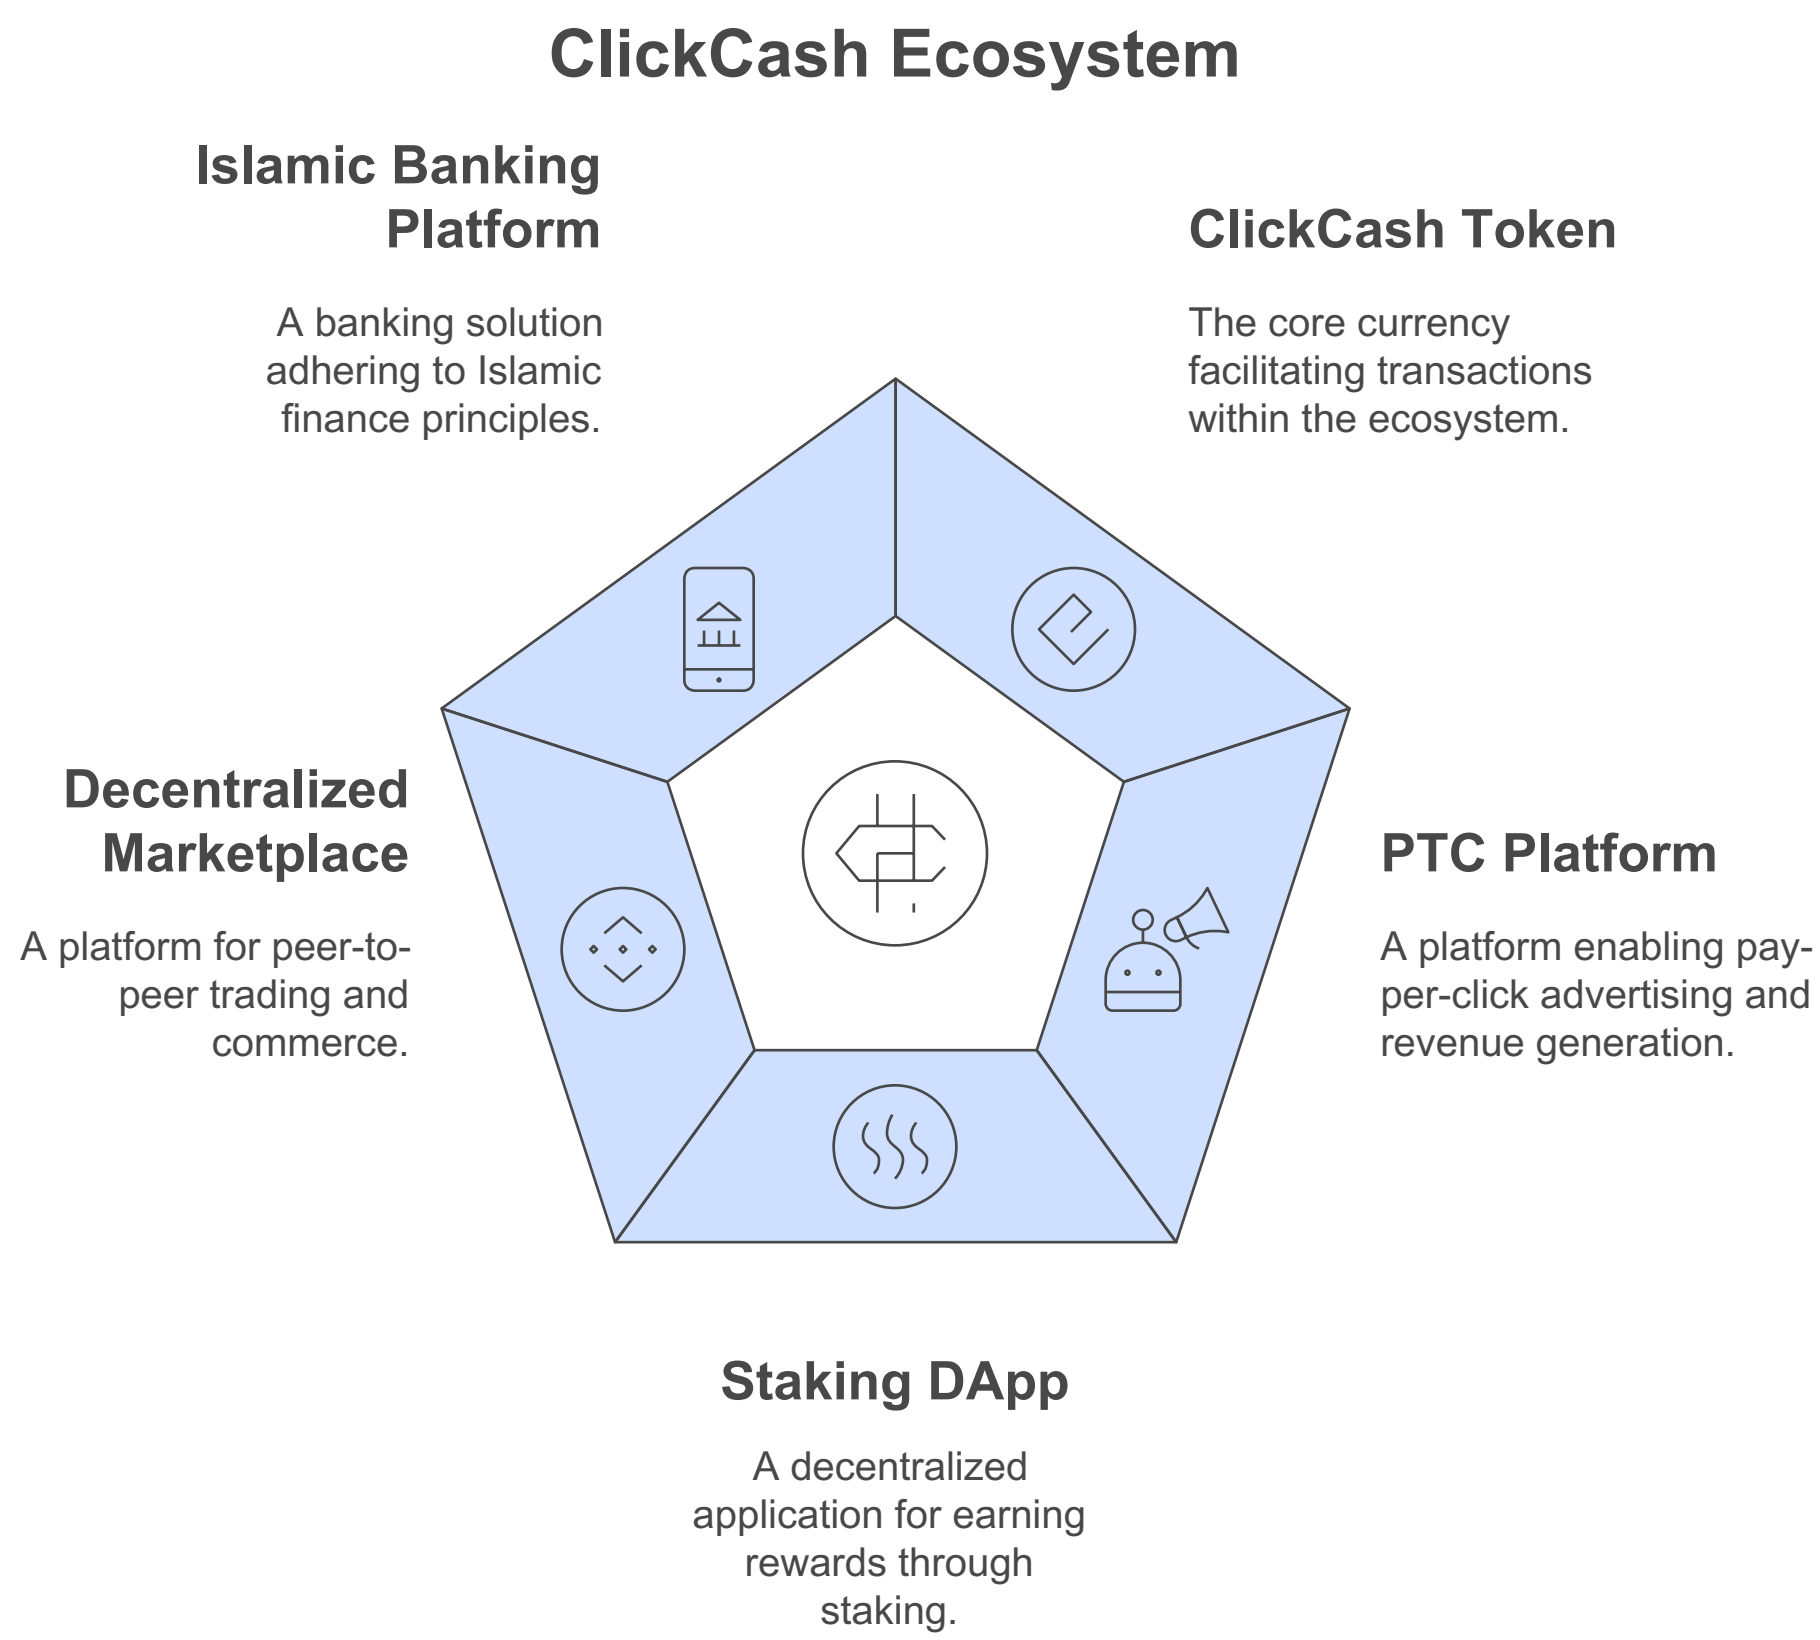 ClickCash Ecosystem
Islamic Banking
Platform
A banking solution
adhering to Islamic
finance principles.
ClickCash Token
The core currency
facilitating transactions
within the ecosystem.
Decentralized
Marketplace
A platform for peer-to-
peer trading and
commerce.
PTC Platform
A platform enabling pay-
per-click advertising and
revenue generation.
Staking DApp
A decentralized
application for earning
rewards through
staking.